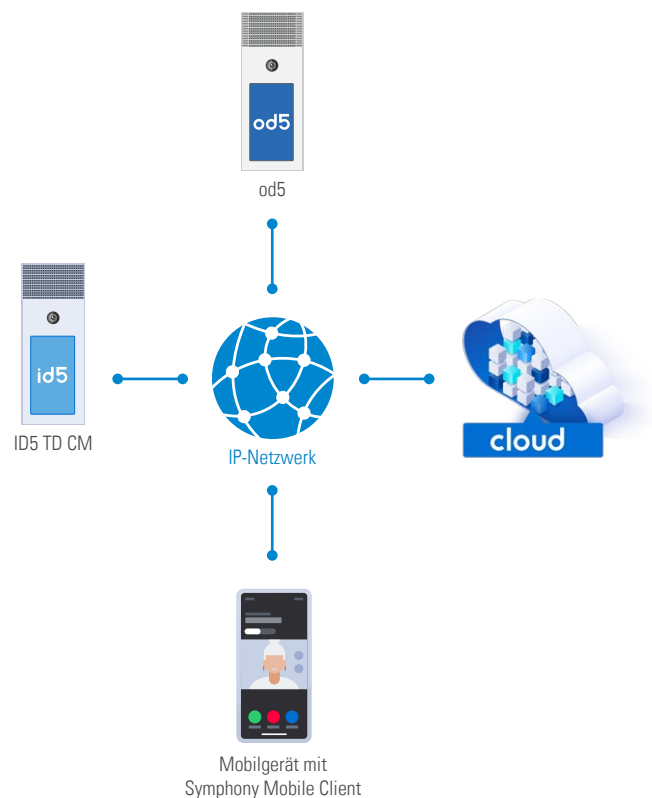 od5
od5
id5
ID5 TD CM
IP-Netzwerk
cloud
Mobilgerät mit
Symphony Mobile Client